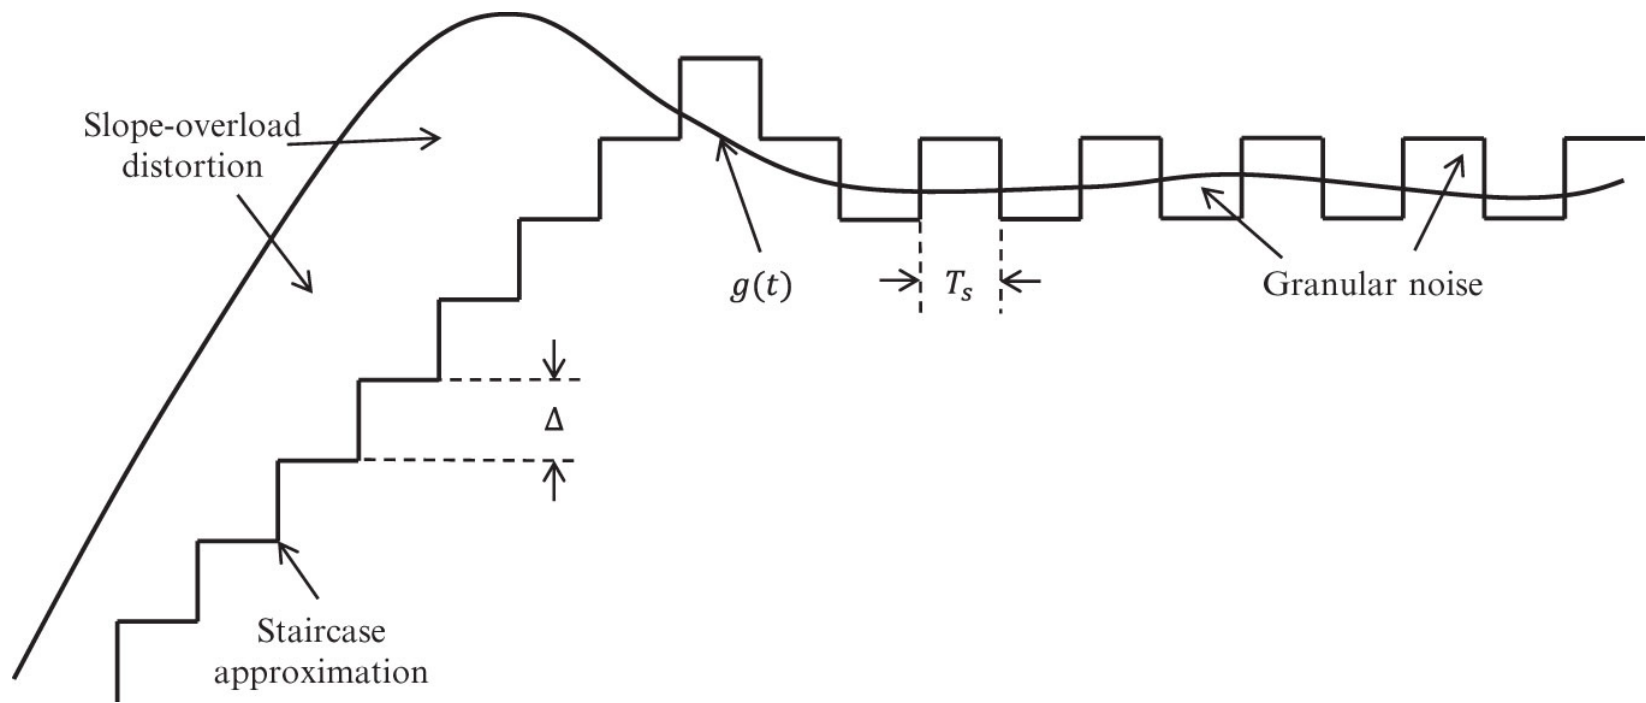 Slope-overload
distortion
g(t)
T_s
Granular noise
Δ
Staircase
approximation